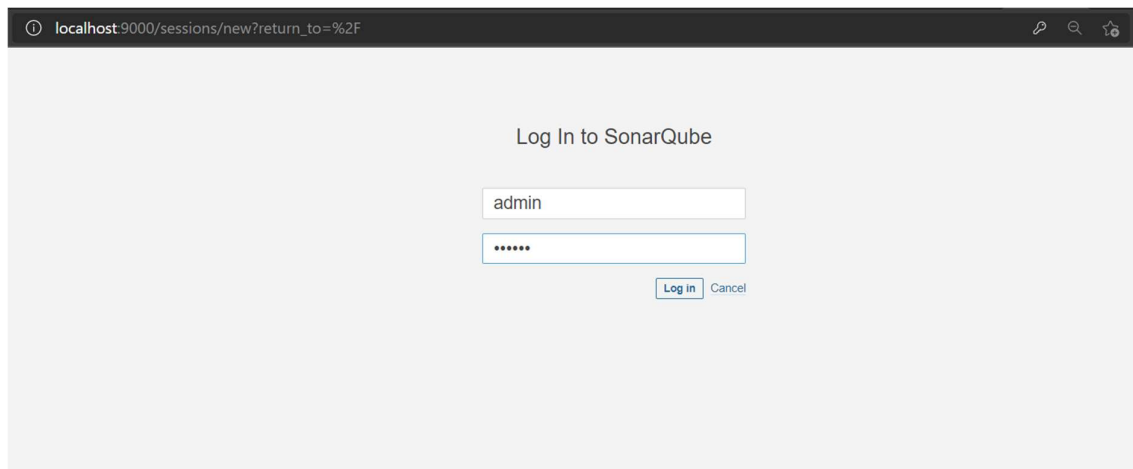 localhost:9000/sessions/new?return_to=%2F
Log In to SonarQube
admin
••••••
Log in Cancel